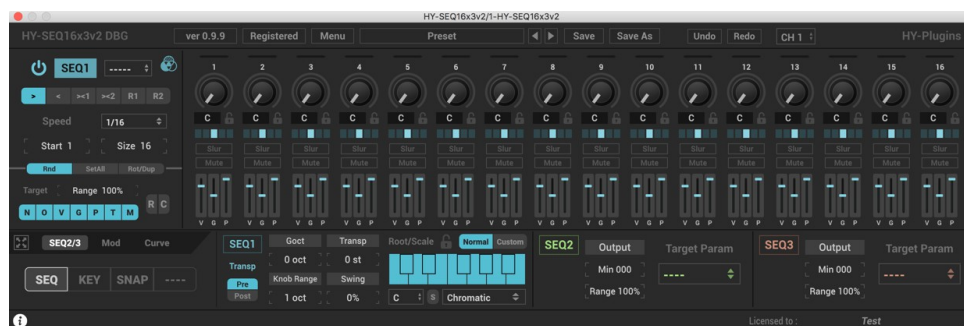 HY-SEQ16x3v2/1-HY-SEQ16x3v2
HY-SEQ16x3v2 DBG ver 0.9.9 Registered Menu Preset Save Save As Undo Redo CH 1 HY-Plugins
SEQ1 -----
1 2 3 4 5 6 7 8 9 10 11 12 13 14 15 16
> < ><1 ><2 R1 R2
C C C C C C C C C C C C C C C C
Speed 1/16
Start 1 Size 16
Slur Slur Slur Slur Slur Slur Slur Slur Slur Slur Slur Slur Slur Slur Slur Slur
Mute Mute Mute Mute Mute Mute Mute Mute Mute Mute Mute Mute Mute Mute Mute Mute
Rnd SetAll Rot/Dup
Target Range 100%
N O V G P T M R C
V G P V G P V G P V G P V G P V G P V G P V G P V G P V G P V G P V G P V G P V G P V G P V G P
SEQ2/3 Mod Curve
SEQ KEY SNAP ----
SEQ1 Goct Transp Root/Scale Normal Custom
Transp 0 oct 0 st
Pre Knob Range Swing
Post 1 oct 0% C S Chromatic
SEQ2 Output Target Param
Min 000 ----
Range 100%
SEQ3 Output Target Param
Min 000 ----
Range 100%
i Licensed to : Test